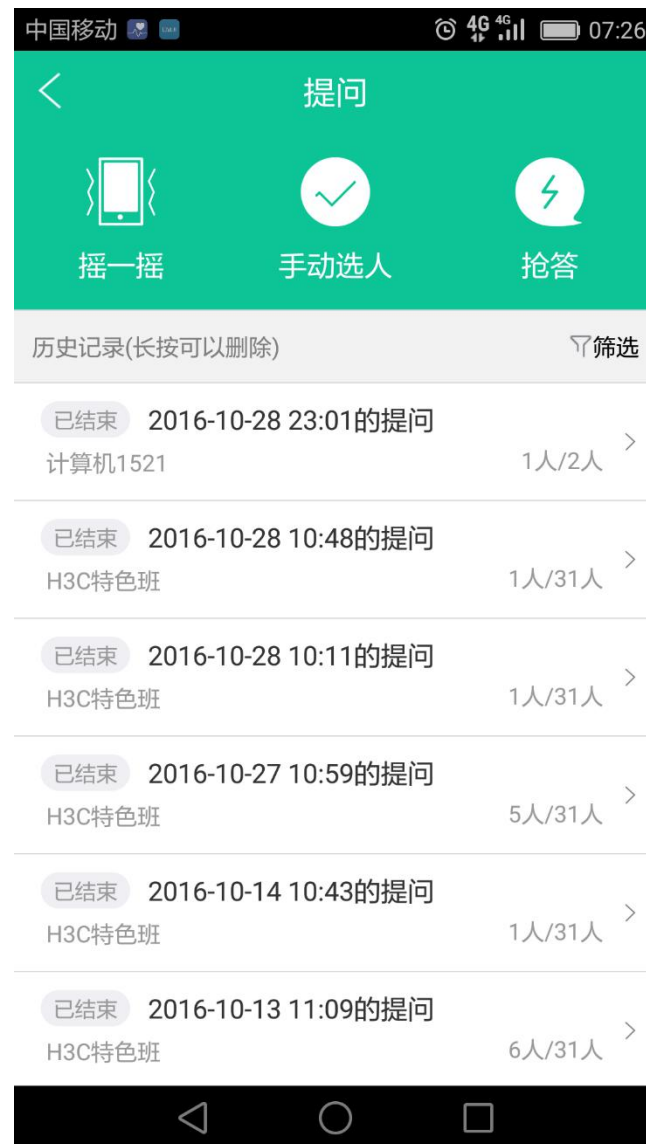 中国移动 4G 4G 07:26
提问
摇一摇 手动选人 抢答
历史记录(长按可以删除) 筛选
已结束 2016-10-28 23:01的提问
计算机1521 1人/2人
已结束 2016-10-28 10:48的提问
H3C特色班 1人/31人
已结束 2016-10-28 10:11的提问
H3C特色班 1人/31人
已结束 2016-10-27 10:59的提问
H3C特色班 5人/31人
已结束 2016-10-14 10:43的提问
H3C特色班 1人/31人
已结束 2016-10-13 11:09的提问
H3C特色班 6人/31人